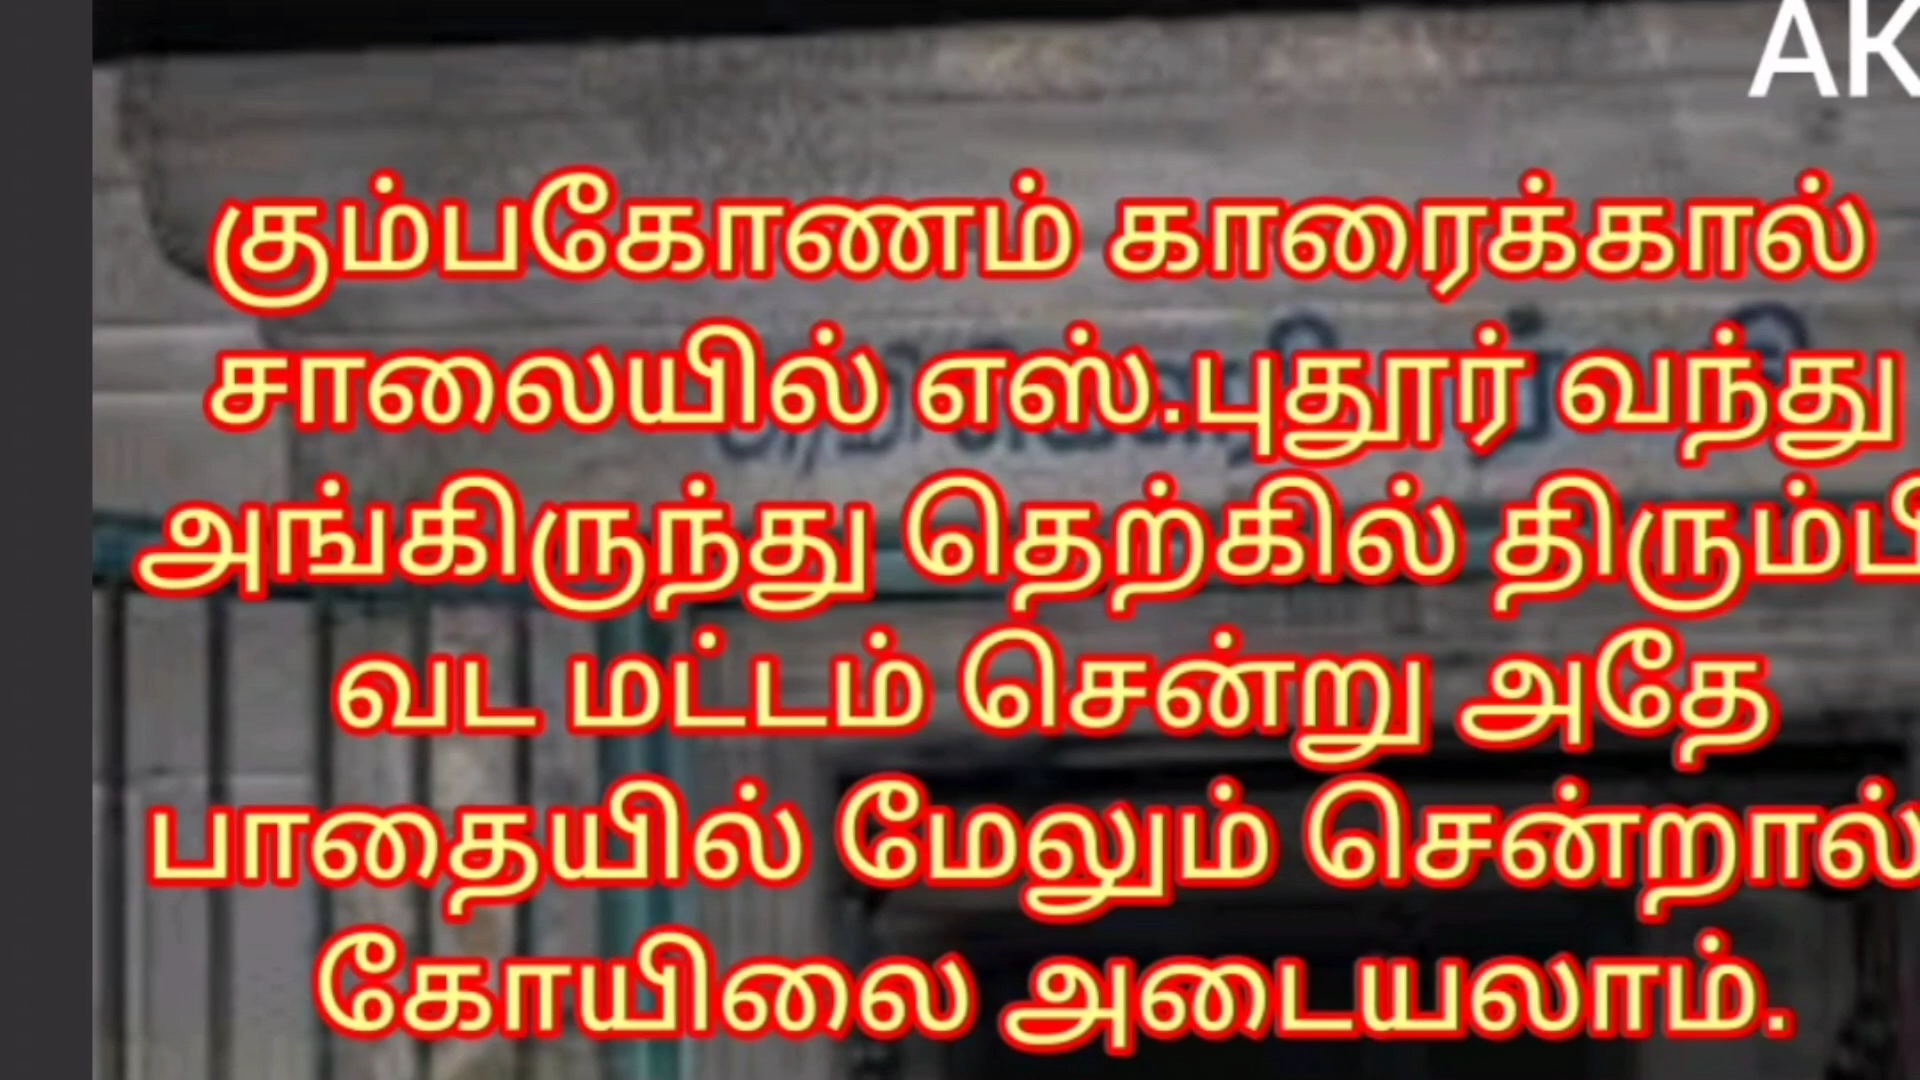 AK
கும்பகோணம் காரைக்கால்
சாலையில் எஸ்.புதூர் வந்து
அங்கிருந்து தெற்கில் திரும்பி
வட மட்டம் சென்று அதே
பாதையில் மேலும் சென்றால்
கோயிலை அடையலாம்.